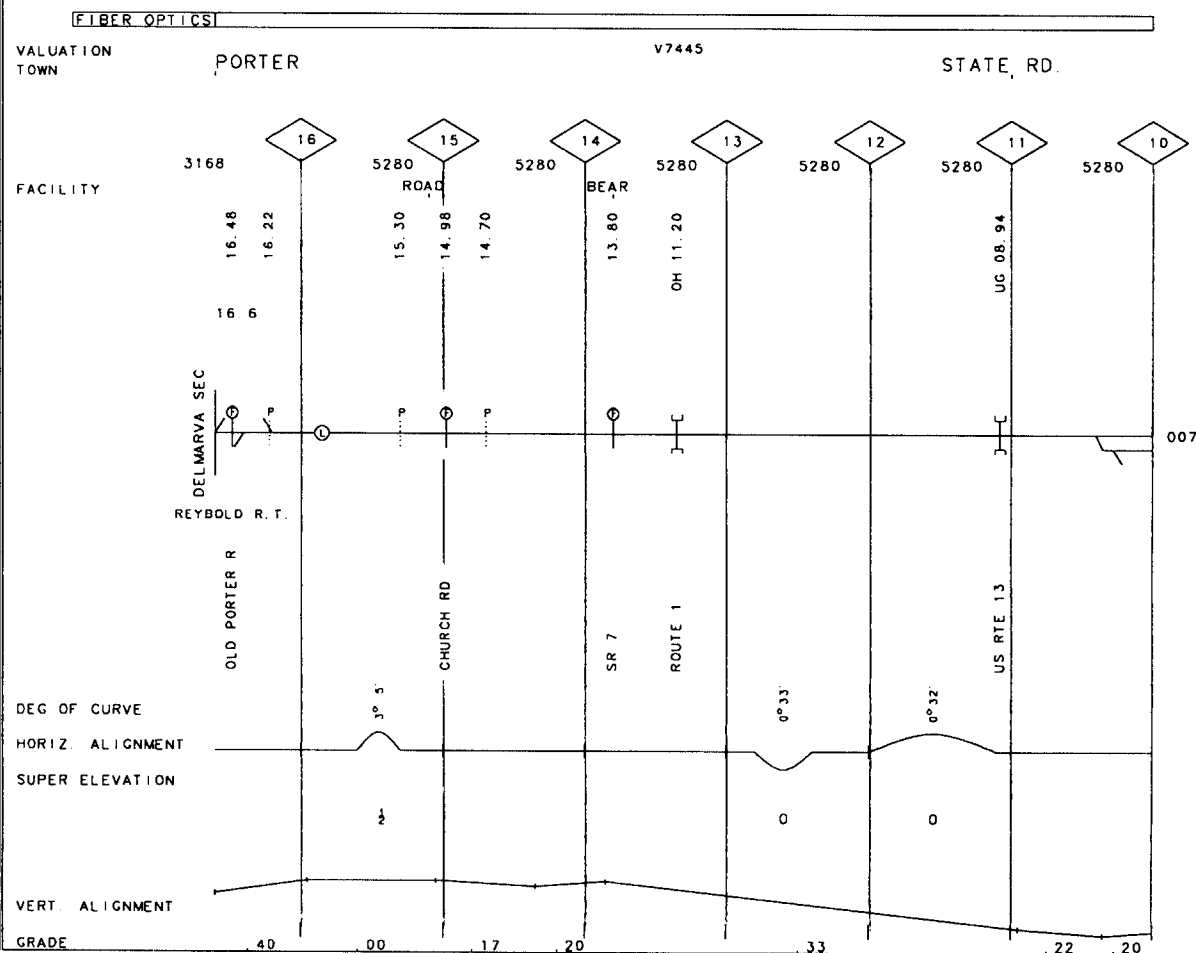 FIBER OPTICS
VALUATION V7445
TOWN PORTER STATE RD.
16 15 14 13 12 11 10
3168 5280 5280 5280 5280 5280 5280
FACILITY ROAD BEAR
16.48 16.22 15.30 14.98 14.70 13.80 OH 11.20 UG 08.94
16.6
DELMARVA SEC
F P L P F P F
007
REYBOLD R.T.
OLD PORTER R CHURCH RD SR 7 ROUTE 1 US RTE 13
DEG OF CURVE 3° 5' 0°33' 0°32'
HORIZ. ALIGNMENT
SUPER ELEVATION
½ 0 0
VERT. ALIGNMENT
GRADE .40 .00 .17 .20 .33 .22 .20